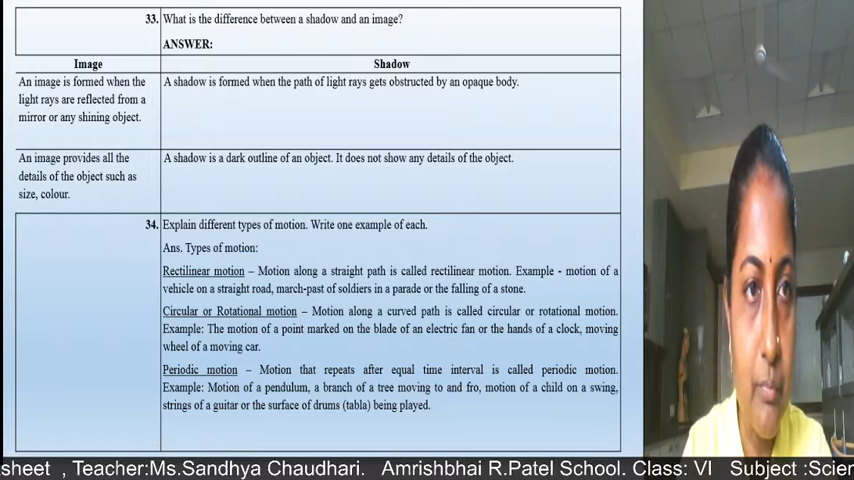 33. What is the difference between a shadow and an image?
ANSWER:
Image Shadow
An image is formed when the A shadow is formed when the path of light rays gets obstructed by an opaque body.
light rays are reflected from a
mirror or any shining object.
An image provides all the A shadow is a dark outline of an object. It does not show any details of the object.
details of the object such as
size, colour.
34. Explain different types of motion. Write one example of each.
Ans. Types of motion:
Rectilinear motion – Motion along a straight path is called rectilinear motion. Example - motion of a
vehicle on a straight road, march-past of soldiers in a parade or the falling of a stone.
Circular or Rotational motion – Motion along a curved path is called circular or rotational motion.
Example: The motion of a point marked on the blade of an electric fan or the hands of a clock, moving
wheel of a moving car.
Periodic motion – Motion that repeats after equal time interval is called periodic motion.
Example: Motion of a pendulum, a branch of a tree moving to and fro, motion of a child on a swing,
strings of a guitar or the surface of drums (tabla) being played.
sheet , Teacher:Ms.Sandhya Chaudhari. Amrishbhai R.Patel School. Class: VI Subject :Scien